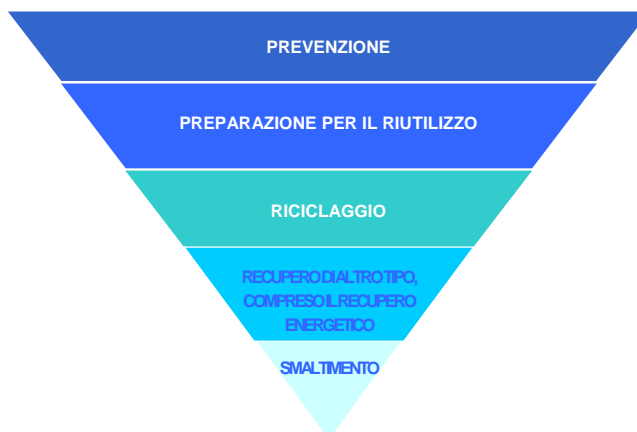 PREVENZIONE
PREPARAZIONE PER IL RIUTILIZZO
RICICLAGGIO
RECUPERO DI ALTRO TIPO,
COMPRESO IL RECUPERO
ENERGETICO
SMALTIMENTO